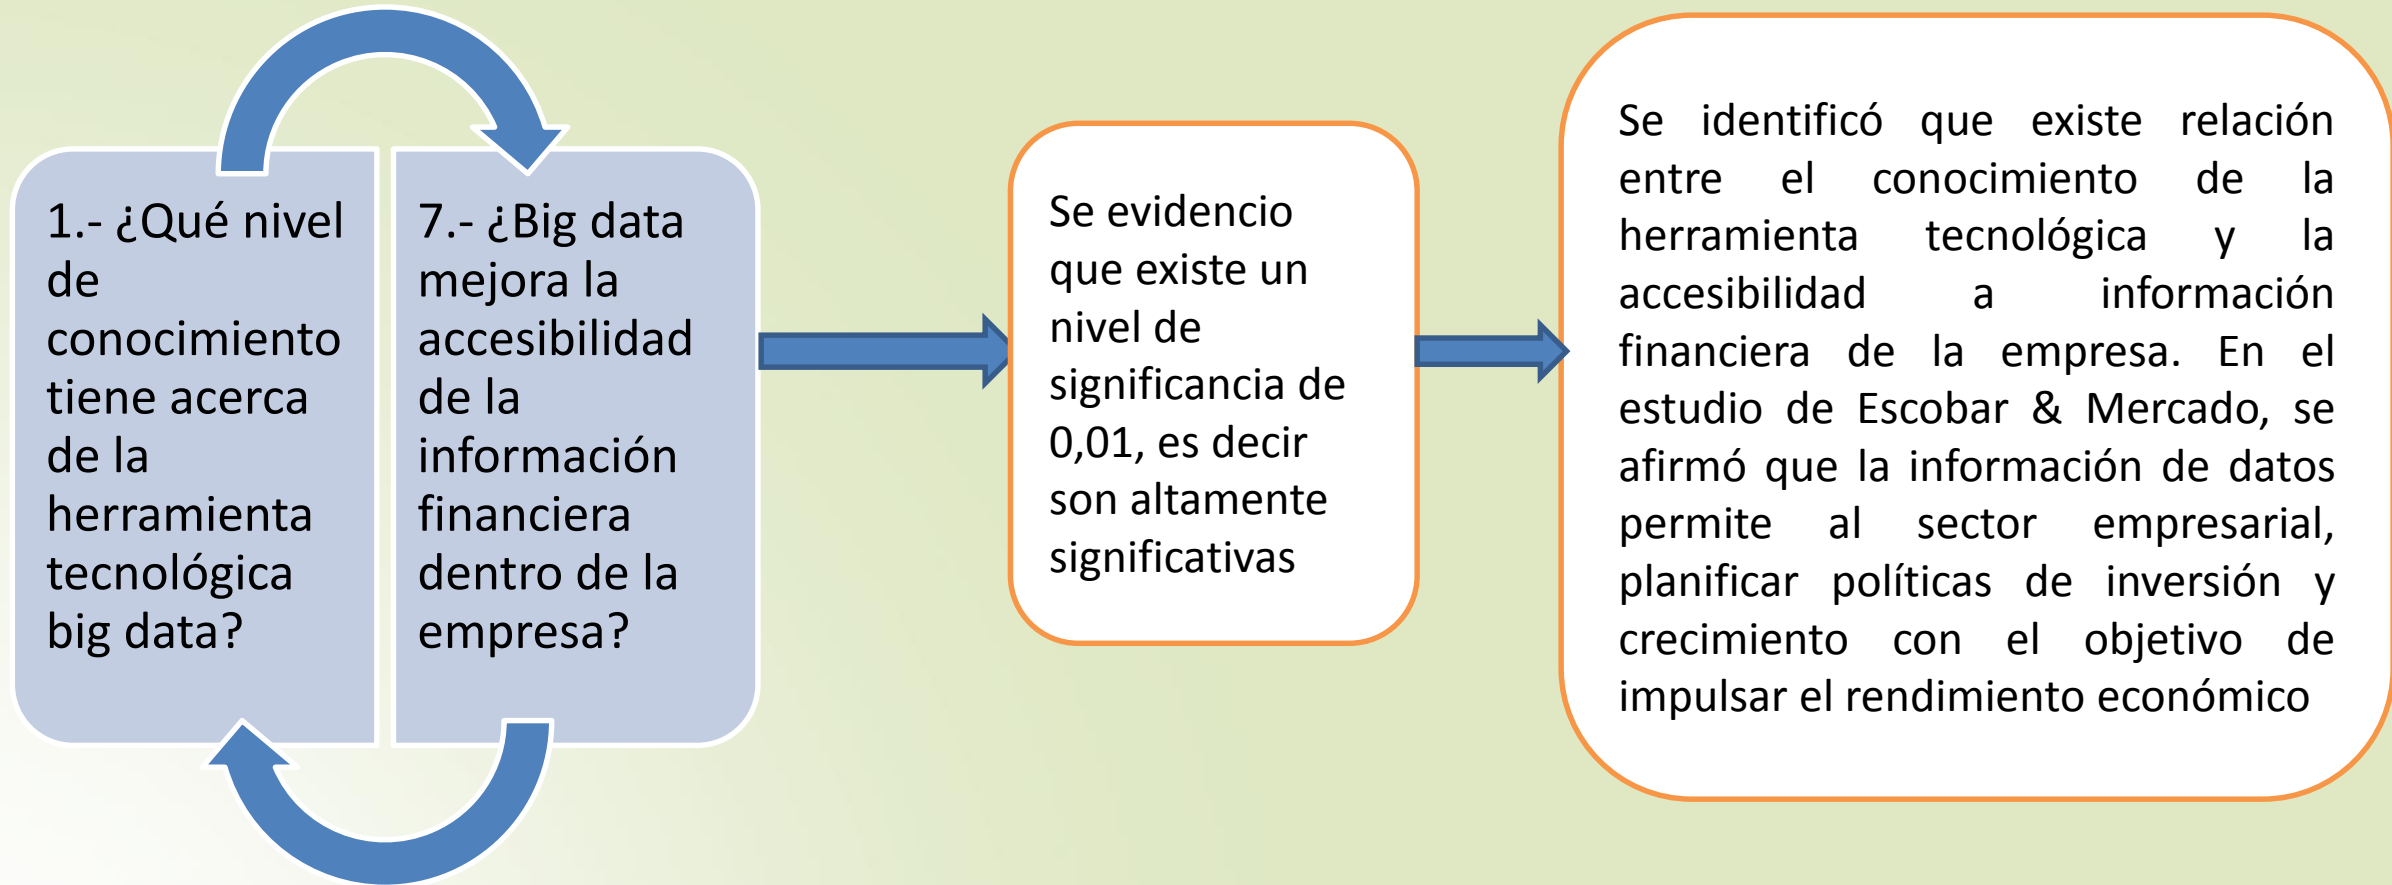 1.- ¿Qué nivel
de
conocimiento
tiene acerca
de la
herramienta
tecnológica
big data?
7.- ¿Big data
mejora la
accesibilidad
de la
información
financiera
dentro de la
empresa?
Se evidencio
que existe un
nivel de
significancia de
0,01, es decir
son altamente
significativas
Se identificó que existe relación
entre el conocimiento de la
herramienta tecnológica y la
accesibilidad a información
financiera de la empresa. En el
estudio de Escobar & Mercado, se
afirmó que la información de datos
permite al sector empresarial,
planificar políticas de inversión y
crecimiento con el objetivo de
impulsar el rendimiento económico